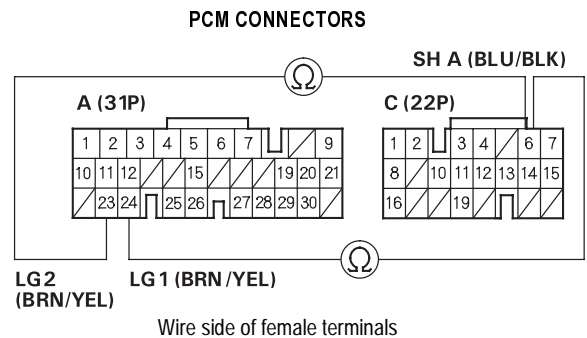 PCM CONNECTORS
SH A (BLU/BLK)
Ω
A (31P)
C (22P)
1 2 3 4 5 6 7 9
1 2 3 4 6 7
10 11 12 15 19 20 21
8 10 11 12 13 14 15
23 24 25 26 27 28 29 30
16 19
Ω
LG2
(BRN/YEL)
LG1 (BRN/YEL)
Wire side of female terminals